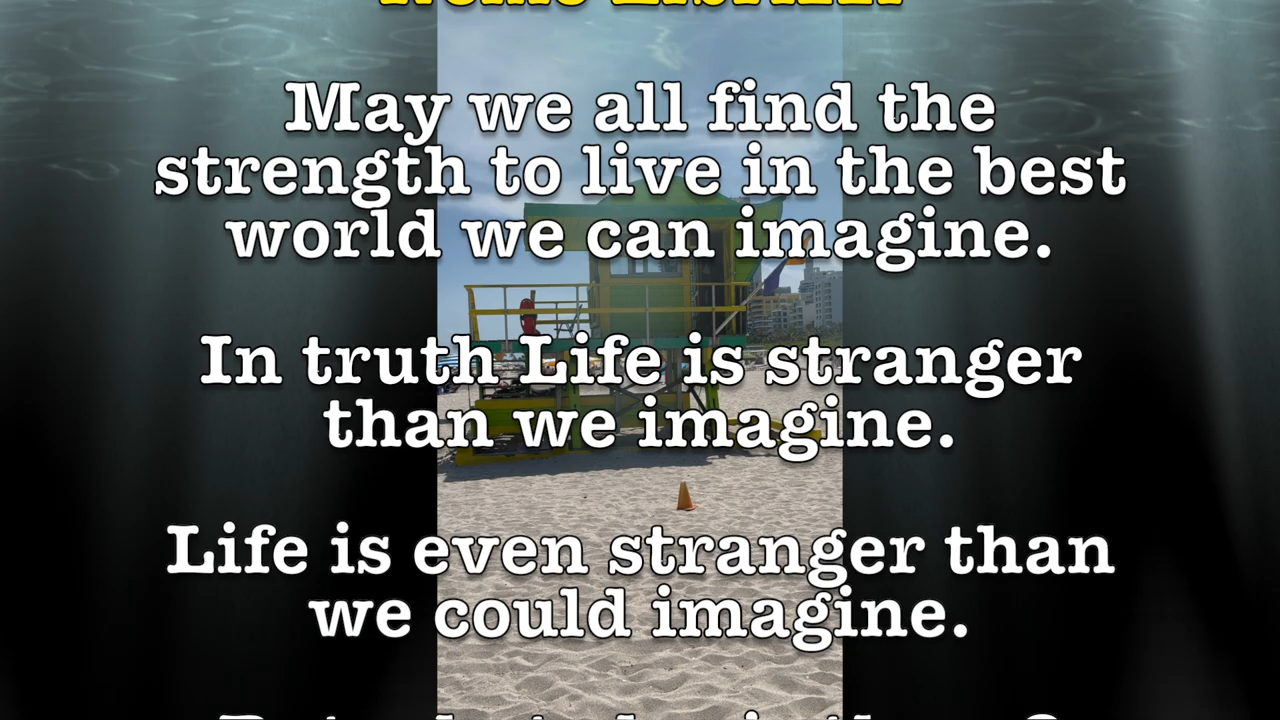 May we all find the
strength to live in the best
world we can imagine.
In truth Life is stranger
than we imagine.
Life is even stranger than
we could imagine.